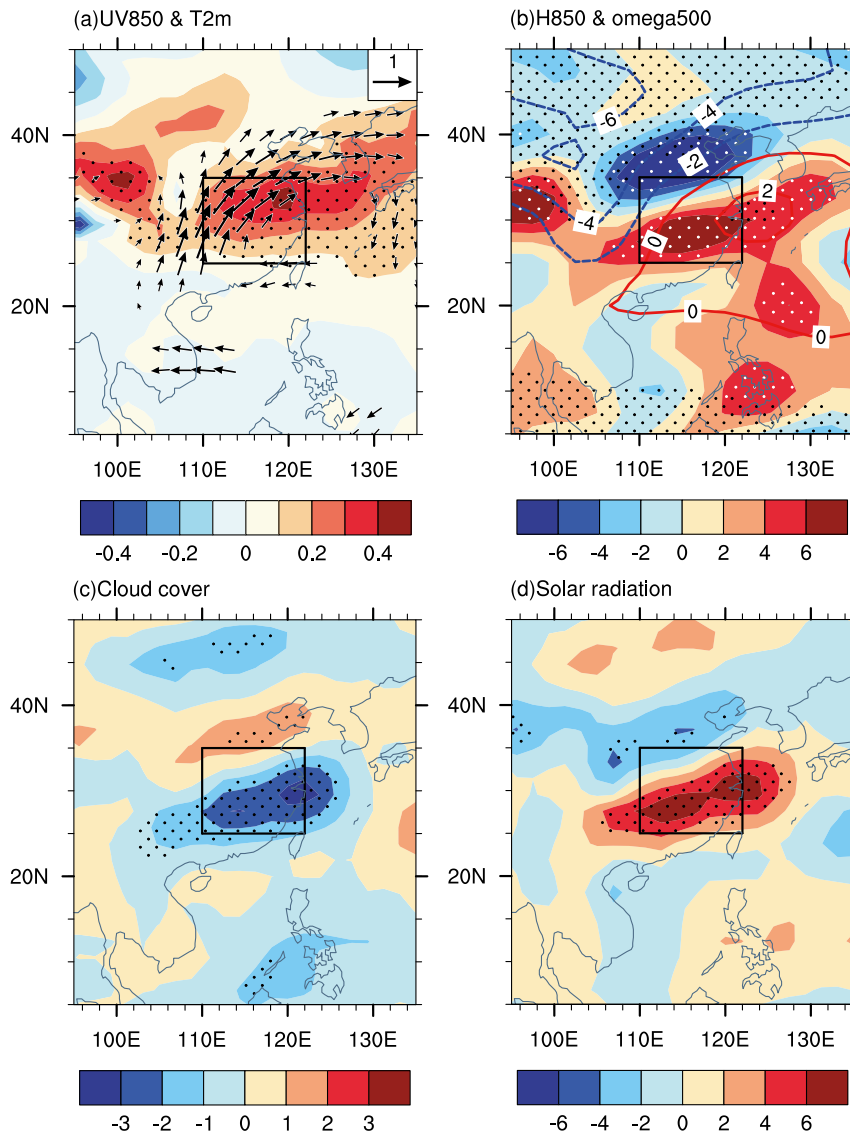 (a)UV850 & T2m
(b)H850 & omega500
1
40N
20N
100E 110E 120E 130E
-0.4 -0.2 0 0.2 0.4
-6
-4
-2
-4
2
0
0
0
40N
20N
100E 110E 120E 130E
-6 -4 -2 0 2 4 6
(c)Cloud cover
(d)Solar radiation
40N
20N
100E 110E 120E 130E
-3 -2 -1 0 1 2 3
40N
20N
100E 110E 120E 130E
-6 -4 -2 0 2 4 6